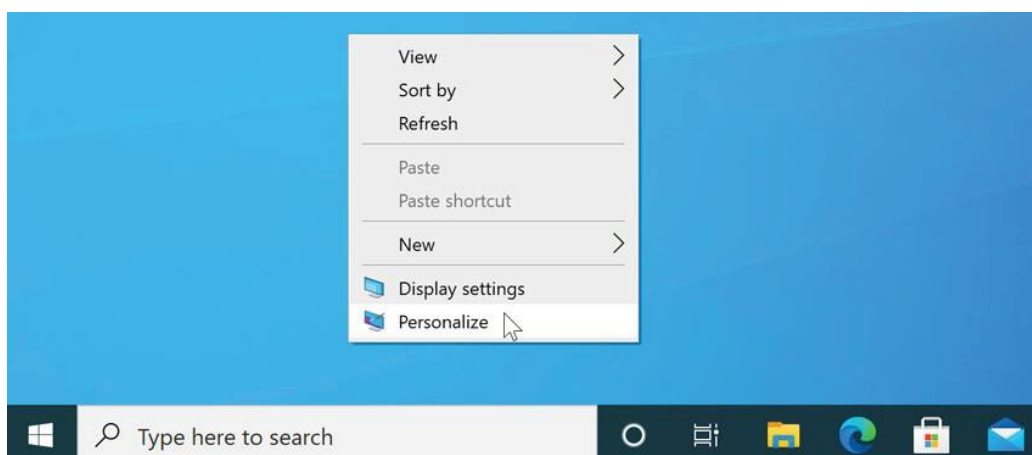 View
Sort by
Refresh
Paste
Paste shortcut
New
Display settings
Personalize
Type here to search